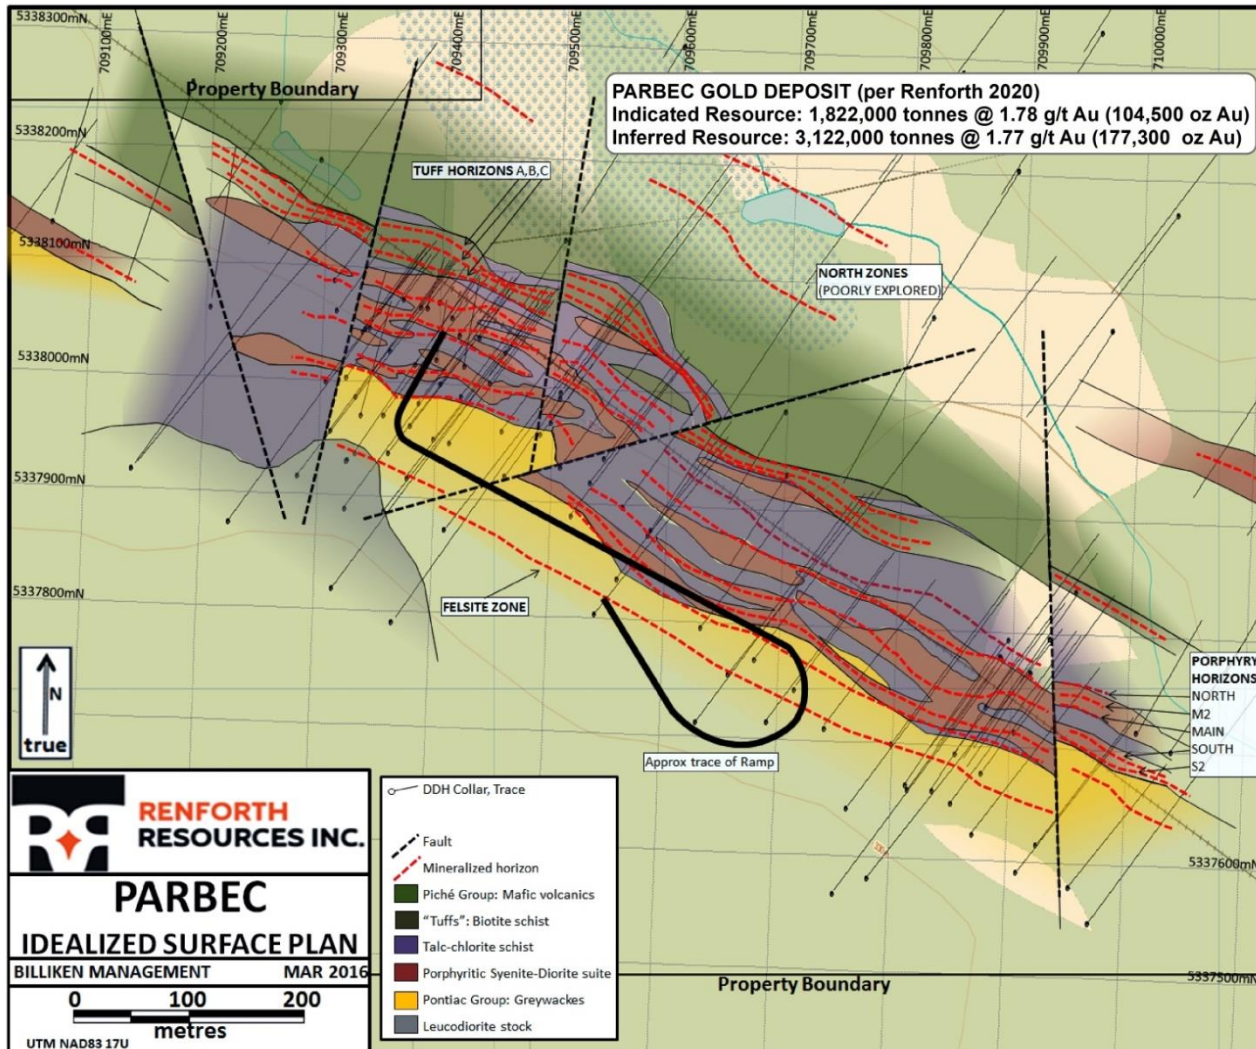 5338300mN
709100mE
709200mE
709300mE
709400mE
709500mE
709600mE
709700mE
709800mE
709900mE
710000mE
Property Boundary
PARBEC GOLD DEPOSIT (per Renforth 2020)
Indicated Resource: 1,822,000 tonnes @ 1.78 g/t Au (104,500 oz Au)
Inferred Resource: 3,122,000 tonnes @ 1.77 g/t Au (177,300 oz Au)
5338200mN
TUFF HORIZONS A,B,C
5338100mN
NORTH ZONES
(POORLY EXPLORED)
5338000mN
5337900mN
5337800mN
FELSITE ZONE
N
true
PORPHYRY
HORIZONS
NORTH
M2
MAIN
SOUTH
S2
Approx trace of Ramp
RENFORTH
RESOURCES INC.
PARBEC
IDEALIZED SURFACE PLAN
BILLIKEN MANAGEMENT MAR 2016
0 100 200
metres
UTM NAD83 17U
DDH Collar, Trace
Fault
Mineralized horizon
Piché Group: Mafic volcanics
“Tuffs”: Biotite schist
Talc-chlorite schist
Porphyritic Syenite-Diorite suite
Pontiac Group: Greywackes
Leucodiorite stock
5337600mN
5337500mN
Property Boundary